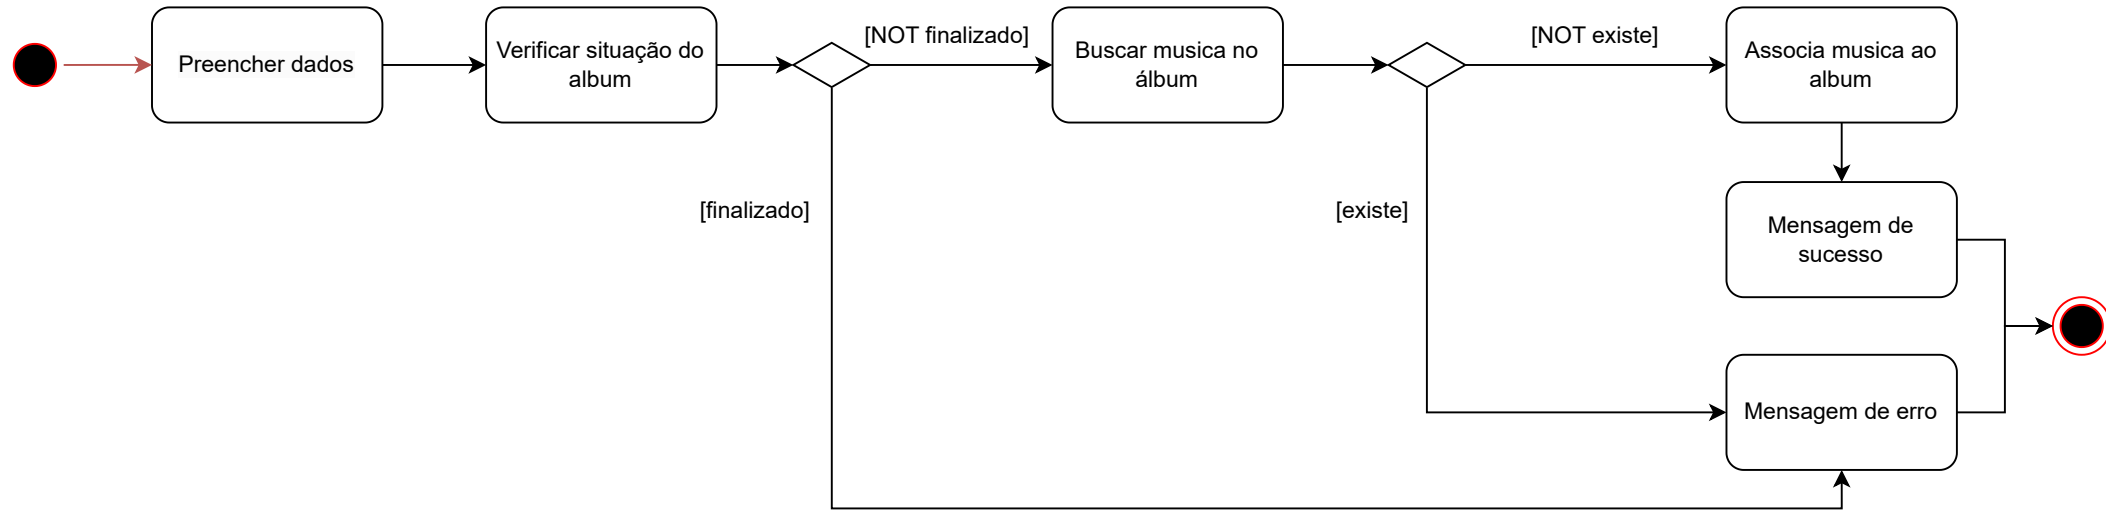 Preencher dados
Verificar situação do
album
[NOT finalizado]
Buscar musica no
álbum
[NOT existe]
Associa musica ao
album
[finalizado]
[existe]
Mensagem de
sucesso
Mensagem de erro